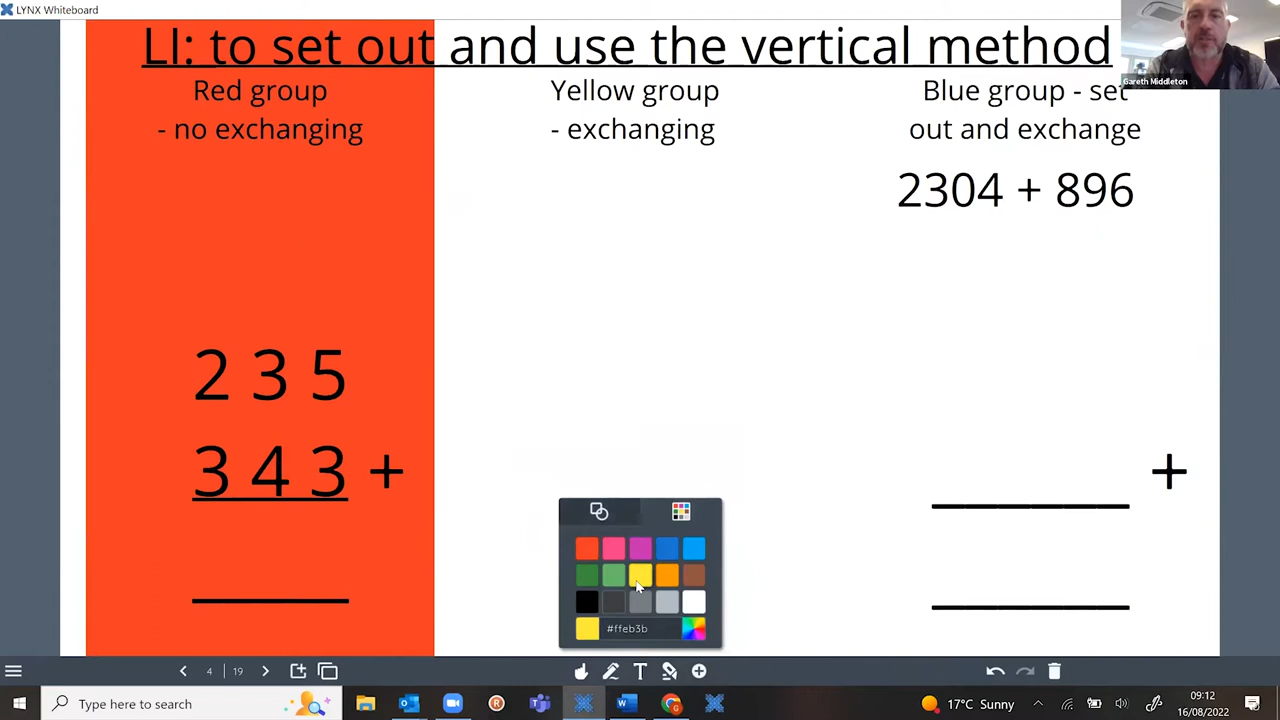 LYNX Whiteboard
Gareth Middleton
LI: to set out and use the vertical method
Red group
- no exchanging
Yellow group
- exchanging
Blue group - set
out and exchange
2304 + 896
2 3 5
3 4 3 +
+
#ffeb3b
4 | 19
T
Type here to search
17°C Sunny
09:12
16/08/2022